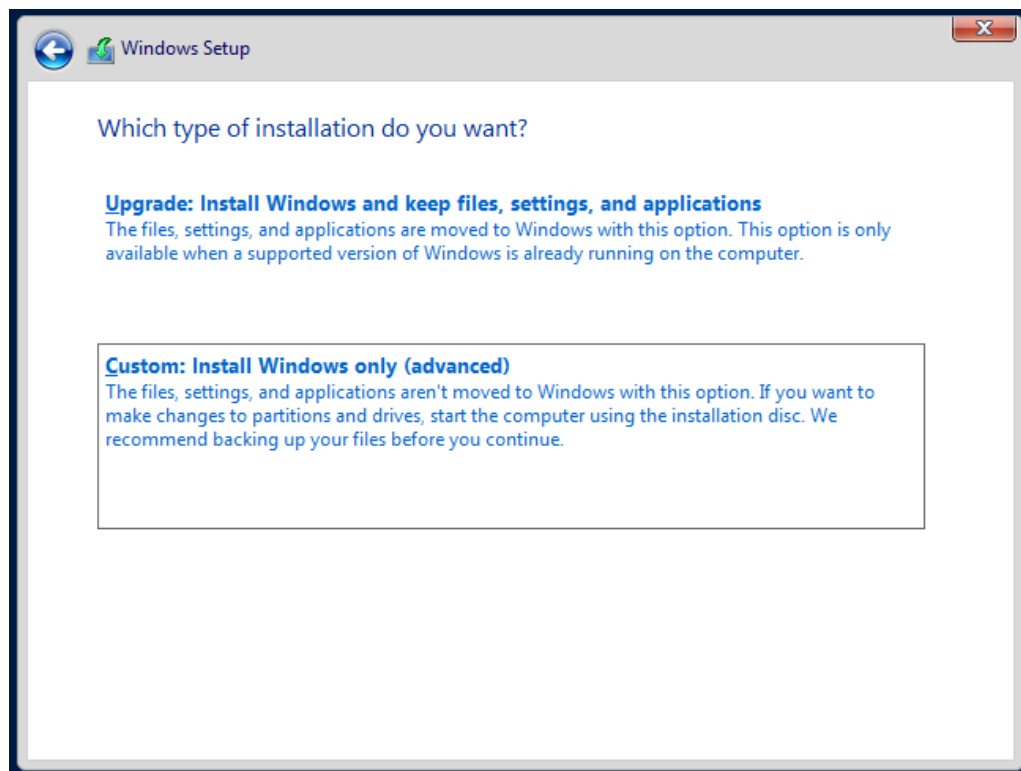 Windows Setup
Which type of installation do you want?
Upgrade: Install Windows and keep files, settings, and applications
The files, settings, and applications are moved to Windows with this option. This option is only
available when a supported version of Windows is already running on the computer.
Custom: Install Windows only (advanced)
The files, settings, and applications aren't moved to Windows with this option. If you want to
make changes to partitions and drives, start the computer using the installation disc. We
recommend backing up your files before you continue.